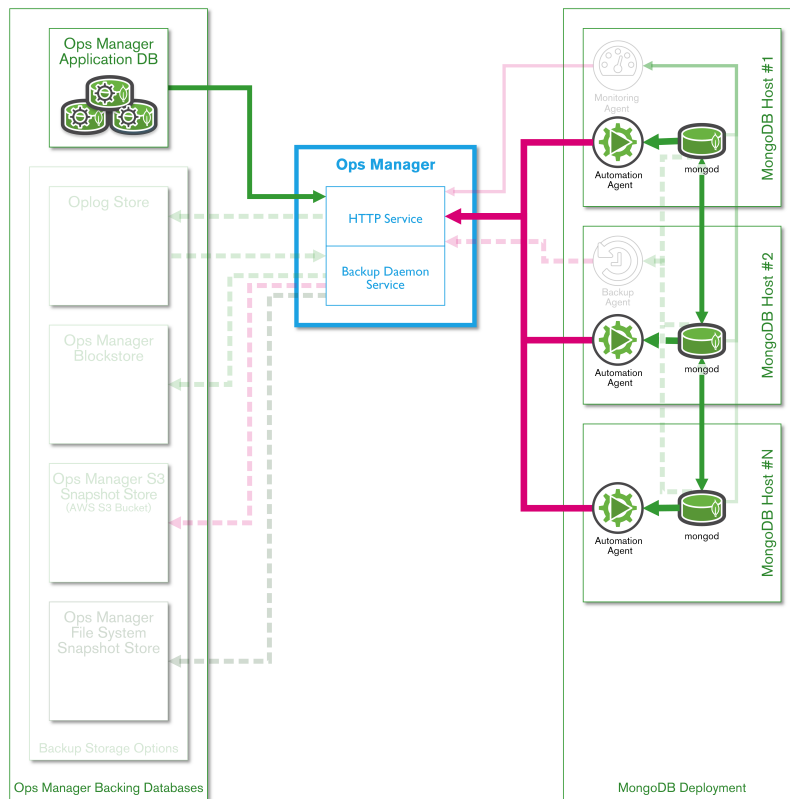 Ops Manager
Application DB
Oplog Store
Ops Manager
Blockstore
Ops Manager S3
Snapshot Store
(AWS S3 Bucket)
Ops Manager
File System
Snapshot Store
Backup Storage Options
Ops Manager Backing Databases
Ops Manager
HTTP Service
Backup Daemon
Service
Monitoring
Agent
Automation
Agent
mongod
MongoDB Host #1
Backup
Agent
Automation
Agent
mongod
MongoDB Host #2
Automation
Agent
mongod
MongoDB Host #N
MongoDB Deployment